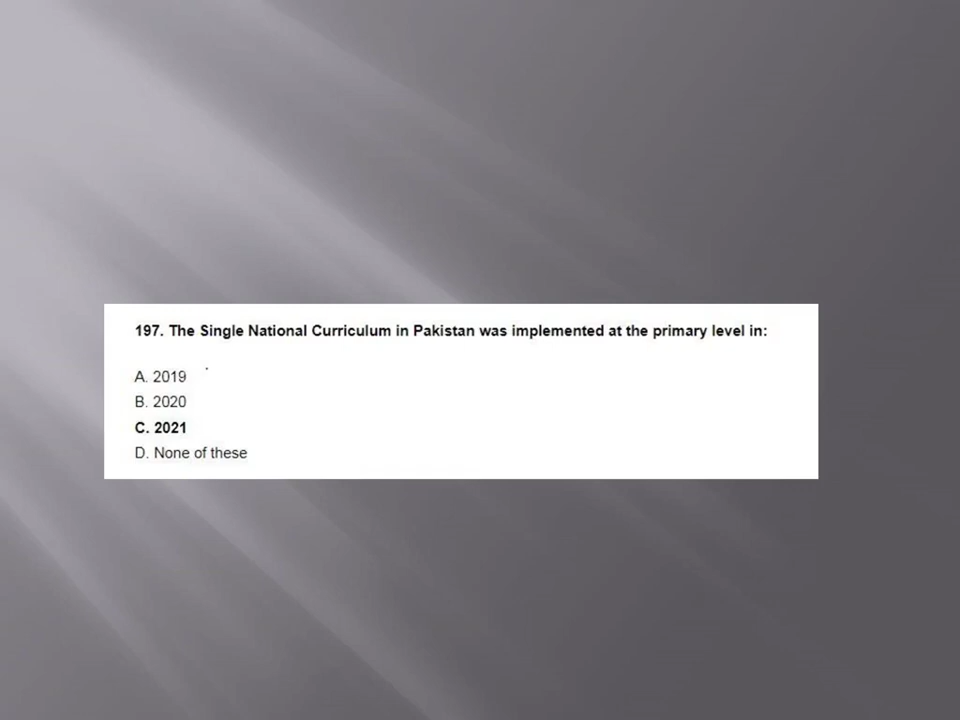 197. The Single National Curriculum in Pakistan was implemented at the primary level in:
A. 2019
B. 2020
C. 2021
D. None of these